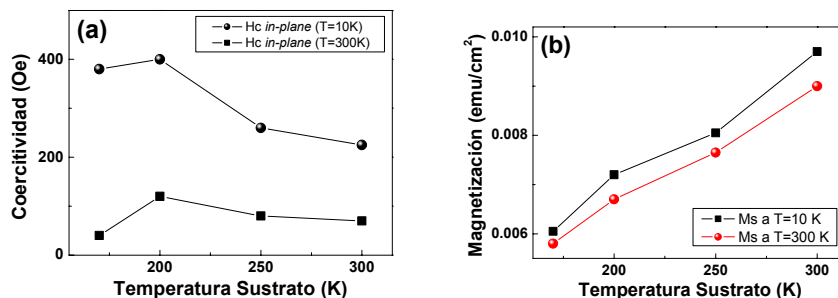 (a)
Hc in-plane (T=10K)
Hc in-plane (T=300K)
Coercitividad (Oe)
400
200
0
200
250
300
Temperatura Sustrato (K)
(b)
Magnetización (emu/cm²)
0.010
0.008
0.006
Ms a T=10 K
Ms a T=300 K
200
250
300
Temperatura Sustrato (K)